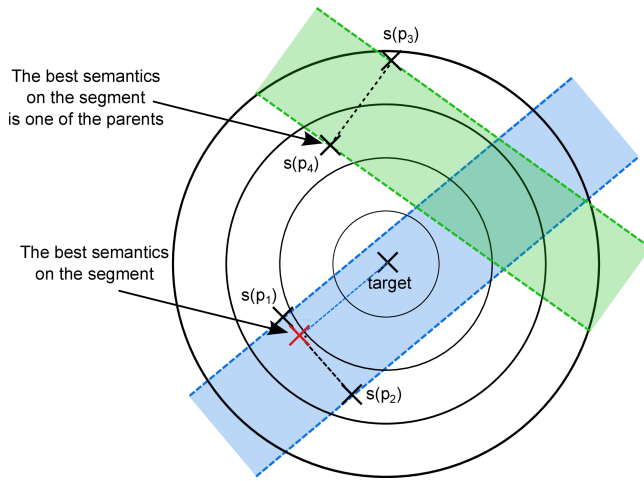 s(p₃)
The best semantics
on the segment
is one of the parents
s(p₄)
The best semantics
on the segment
target
s(p₁)
s(p₂)